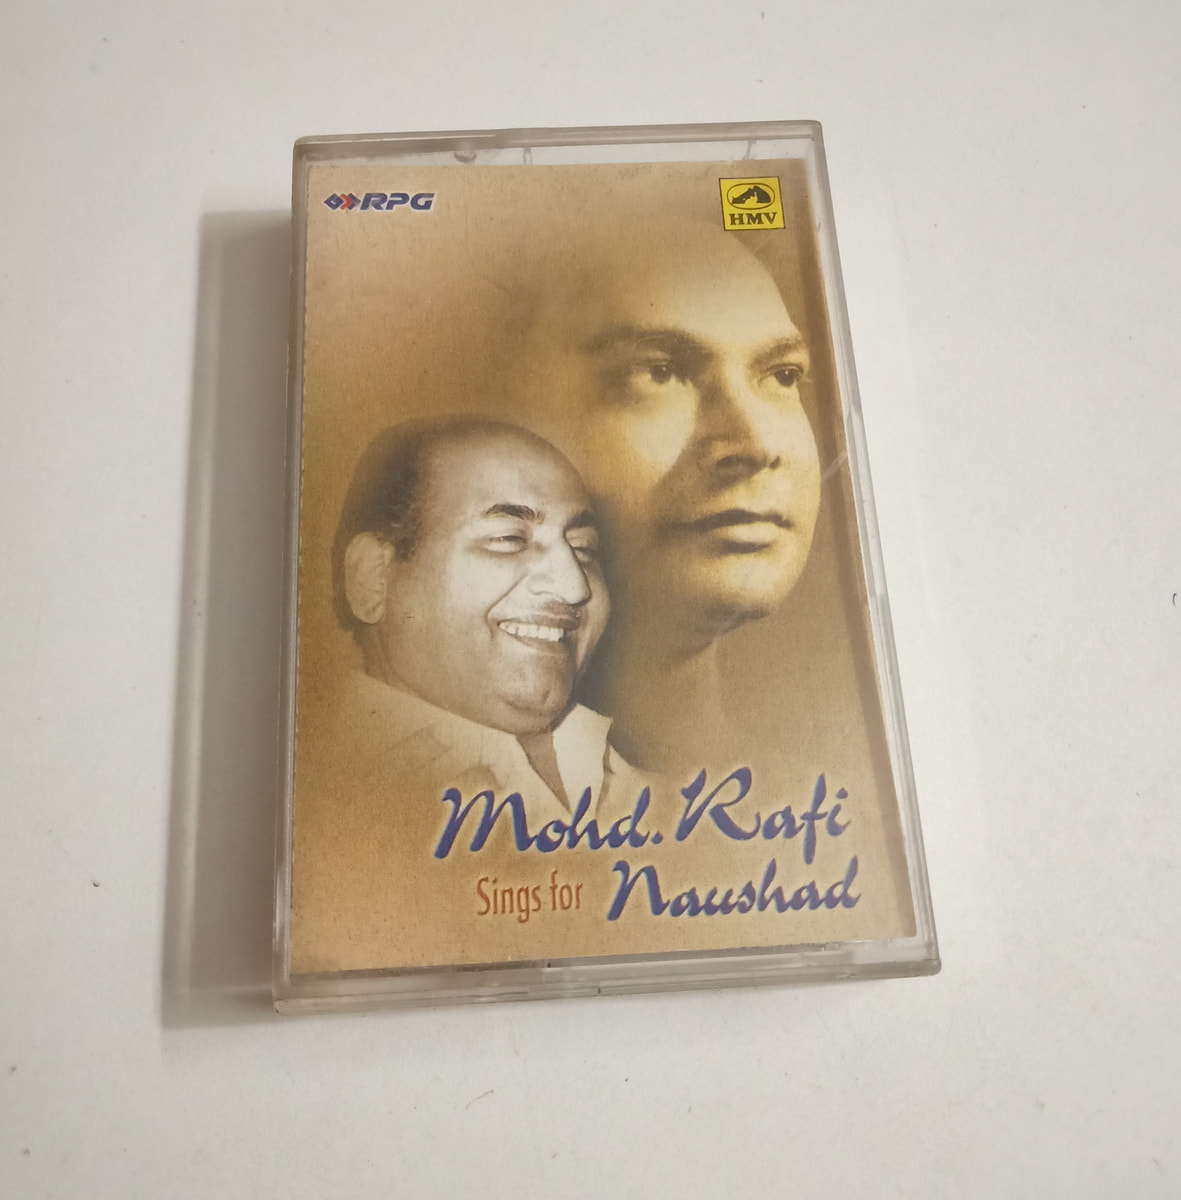 RPG
HMV
Mohd. Rafi
Sings for Naushad